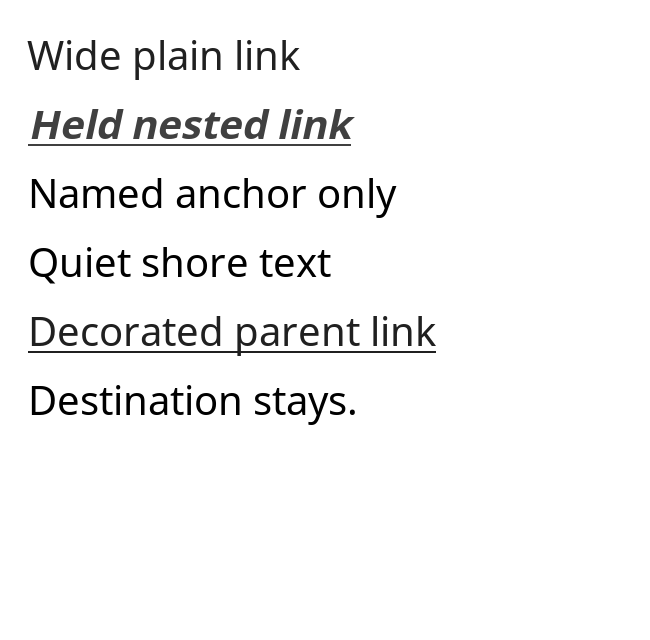 Wide plain link
Held nested link
Named anchor only
Quiet shore text
Decorated parent link
Destination stays.